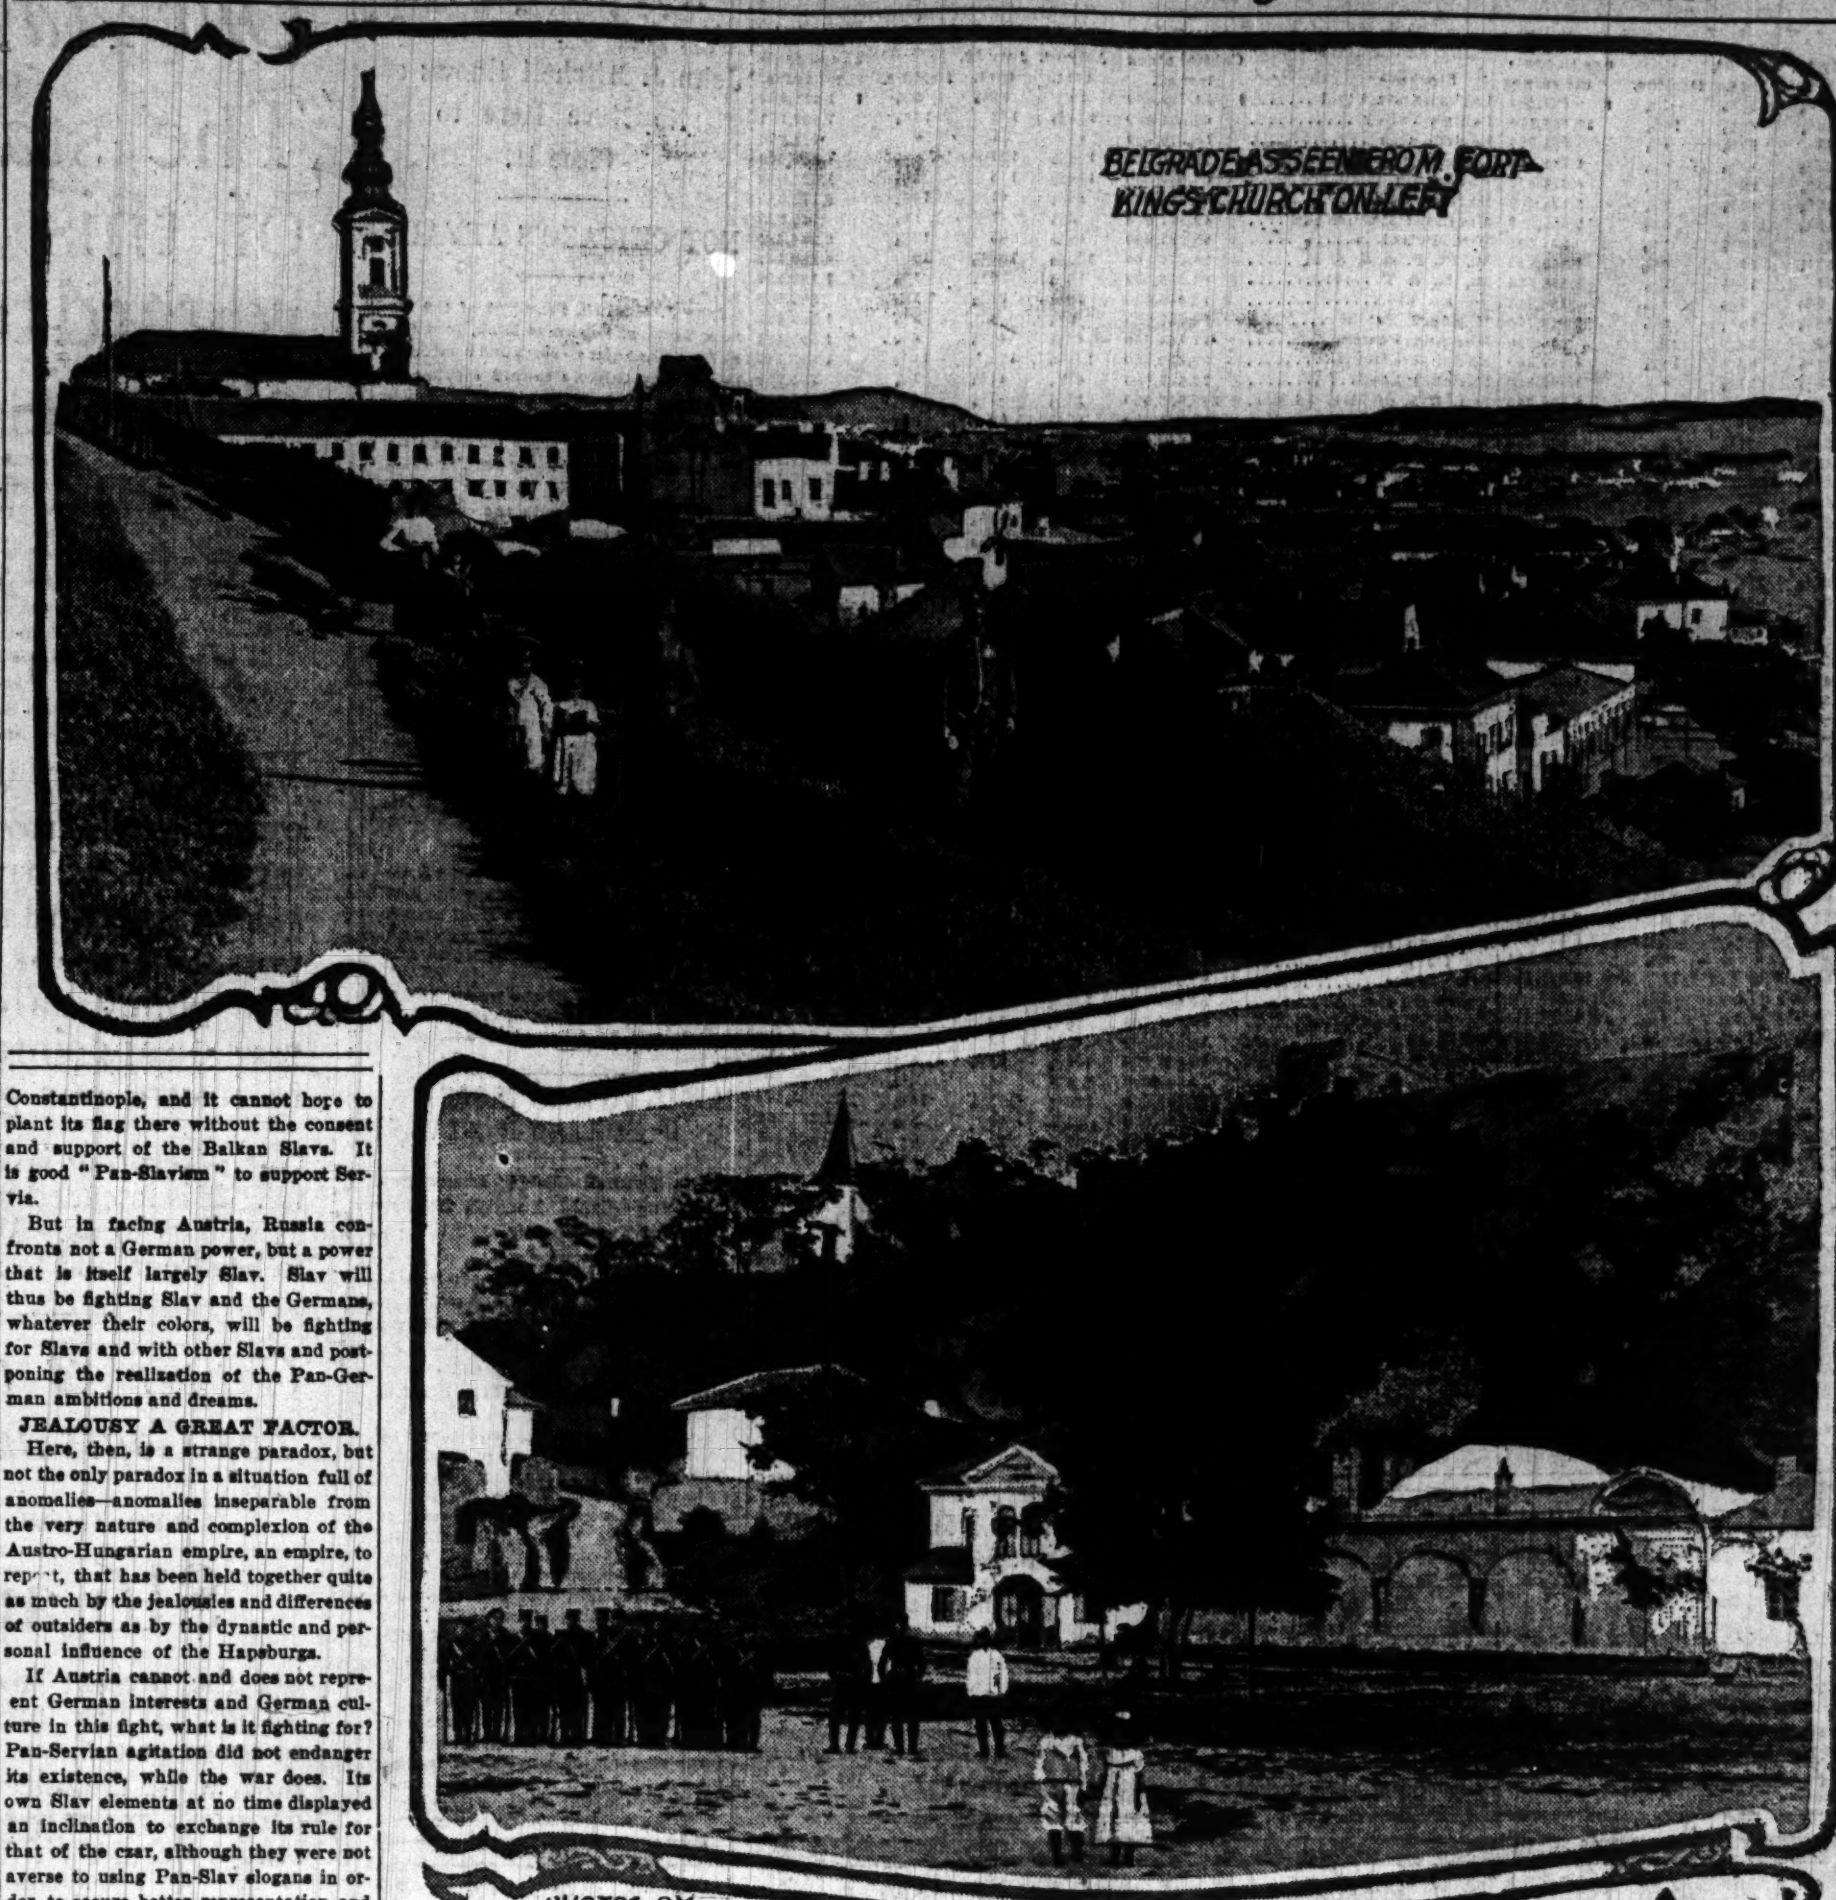 BELGRADE AS SEEN FROM FORT
KINGS CHURCH ON LEFT
Constantinople, and it cannot hope to
plant its flag there without the consent
and support of the Balkan Slavs. It
is good "Pan-Slavism" to support Ser-
via.
But in facing Austria, Russia con-
fronts not a German power, but a power
that is itself largely Slav. Slav will
thus be fighting Slav and the Germans,
whatever their colors, will be fighting
for Slavs and with other Slavs and post-
poning the realization of the Pan-Ger-
man ambitions and dreams.
JEALOUSY A GREAT FACTOR.
Here, then, is a strange paradox, but
not the only paradox in a situation full of
anomalies—anomalies inseparable from
the very nature and complexion of the
Austro-Hungarian empire, an empire, to
repeat, that has been held together quite
as much by the jealousies and differences
of outsiders as by the dynastic and per-
sonal influence of the Hapsburgs.
If Austria cannot and does not repre-
ent German interests and German cul-
ture in this fight, what is it fighting for?
Pan-Servian agitation did not endanger
its existence, while the war does. Its
own Slav elements at no time displayed
an inclination to exchange its rule for
that of the czar, although they were not
averse to using Pan-Slav slogans in or-